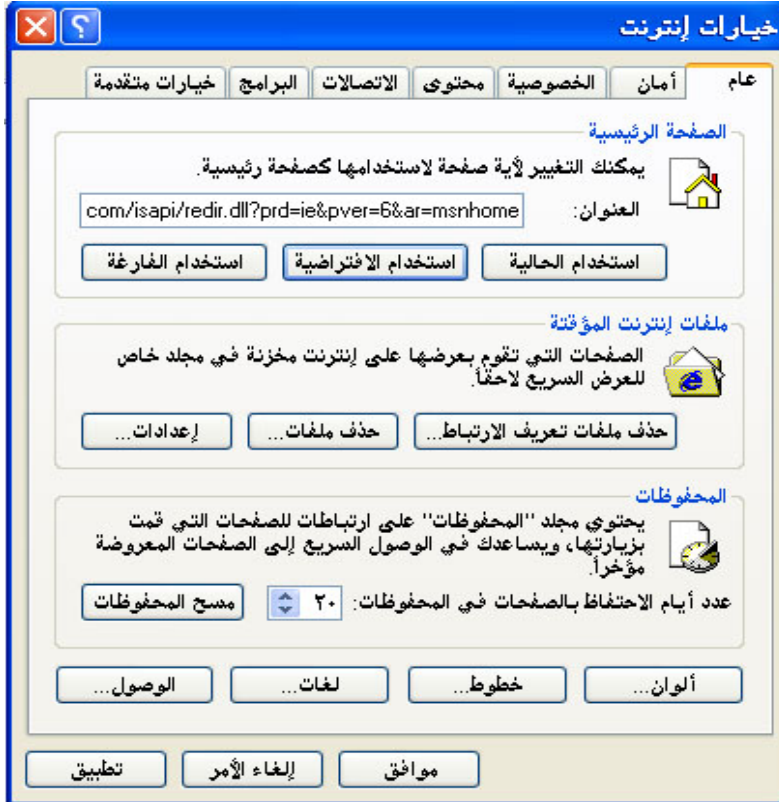 خيارات إنترنت
عام أمان الخصوصية محتوى الاتصالات البرامج خيارات متقدمة
الصفحة الرئيسية
يمكنك التغيير لأية صفحة لاستخدامها كصفحة رئيسية.
العنوان: com/isapi/redir.dll?prd=ie&pver=6&ar=msnhome
استخدام الحالية استخدام الافتراضية استخدام الفارغة
ملفات إنترنت المؤقتة
الصفحات التي تقوم بعرضها على إنترنت مخزنة في مجلد خاص
للعرض السريع لاحقاً.
حذف ملفات تعريف الارتباط... حذف ملفات... إعدادات...
المحفوظات
يحتوي مجلد "المحفوظات" على ارتباطات للصفحات التي قمت
بزيارتها، ويساعدك في الوصول السريع إلى الصفحات المعروضة
مؤخراً.
عدد أيام الاحتفاظ بالصفحات في المحفوظات: ٢٠ مسح المحفوظات
ألوان... خطوط... لغات... الوصول...
موافق إلغاء الأمر تطبيق